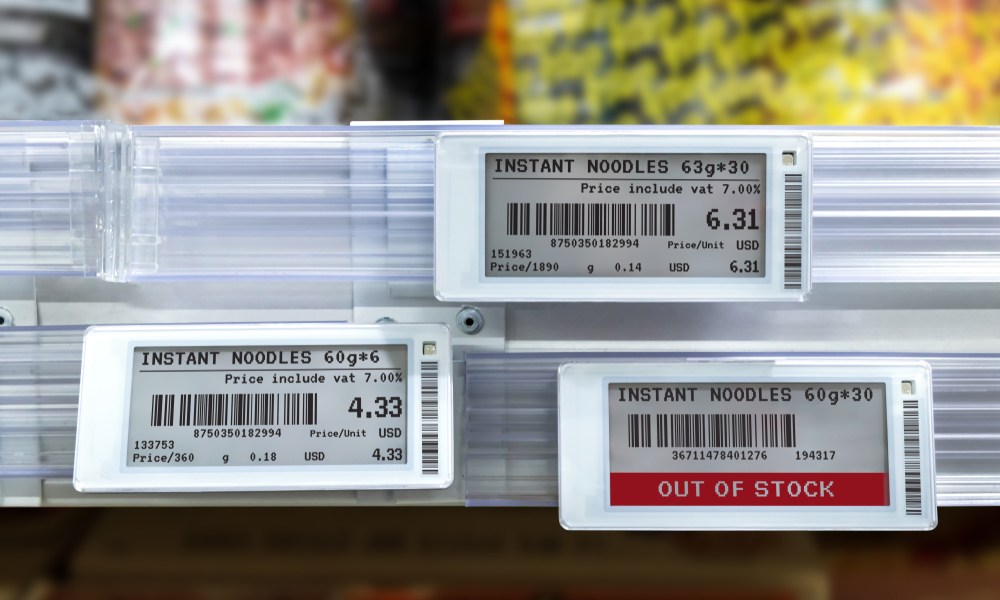 INSTANT NOODLES 63g*30
Price include vat 7.00%
6.31
8750350182994 Price/Unit USD
151963
Price/1890 g 0.14 USD 6.31
INSTANT NOODLES 60g*6
Price include vat 7.00%
4.33
8750350182994 Price/Unit USD
133753
Price/360 g 0.18 USD 4.33
INSTANT NOODLES 60g*30
36711478401276 194317
OUT OF STOCK